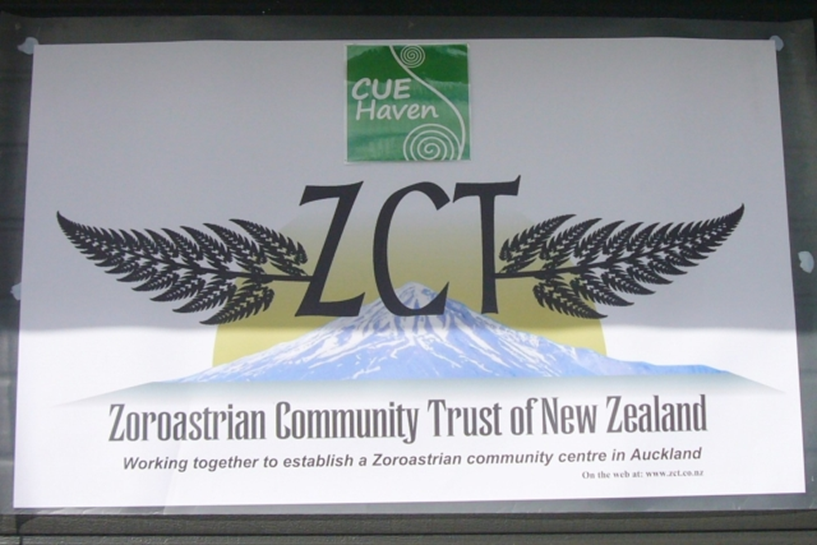 CUE
Haven
ZCT
Zoroastrian Community Trust of New Zealand
Working together to establish a Zoroastrian community centre in Auckland
On the web at: www.zct.co.nz